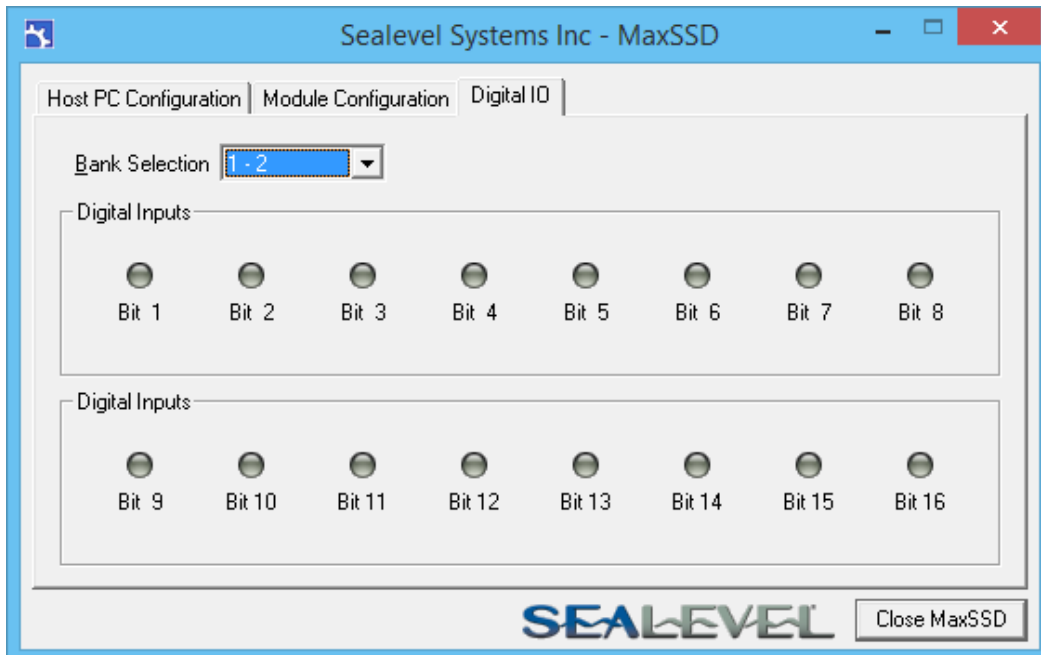 Sealevel Systems Inc - MaxSSD
Host PC Configuration Module Configuration Digital IO
Bank Selection 1 - 2
Digital Inputs
Bit 1 Bit 2 Bit 3 Bit 4 Bit 5 Bit 6 Bit 7 Bit 8
Digital Inputs
Bit 9 Bit 10 Bit 11 Bit 12 Bit 13 Bit 14 Bit 15 Bit 16
SEALEVEL Close MaxSSD